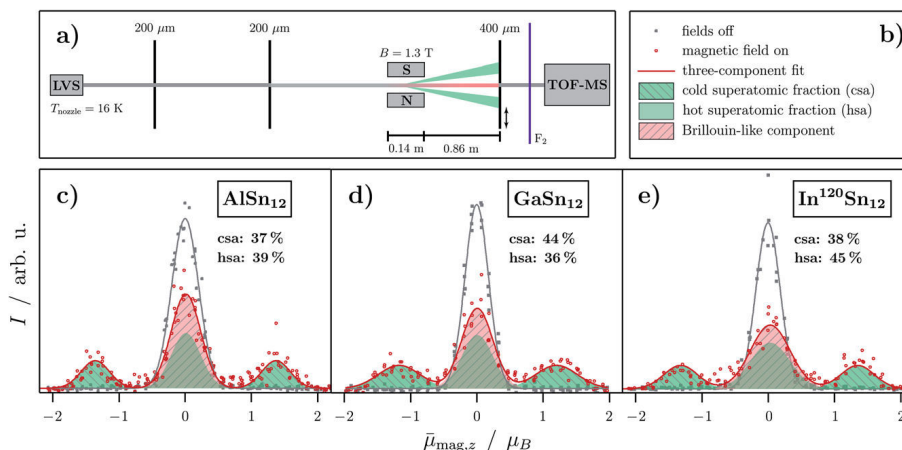 a)
200 µm
200 µm
400 µm
B = 1.3 T
LVS
S
N
TOF-MS
T_nozzle = 16 K
F₂
0.14 m
0.86 m
b)
fields off
magnetic field on
three-component fit
cold superatomic fraction (csa)
hot superatomic fraction (hsa)
Brillouin-like component
c)
AlSn₁₂
csa: 37 %
hsa: 39 %
d)
GaSn₁₂
csa: 44 %
hsa: 36 %
e)
In¹²⁰Sn₁₂
csa: 38 %
hsa: 45 %
I / arb. u.
−2 −1 0 1 2
−2 −1 0 1 2
−2 −1 0 1 2
μ̄_mag,z / μ_B